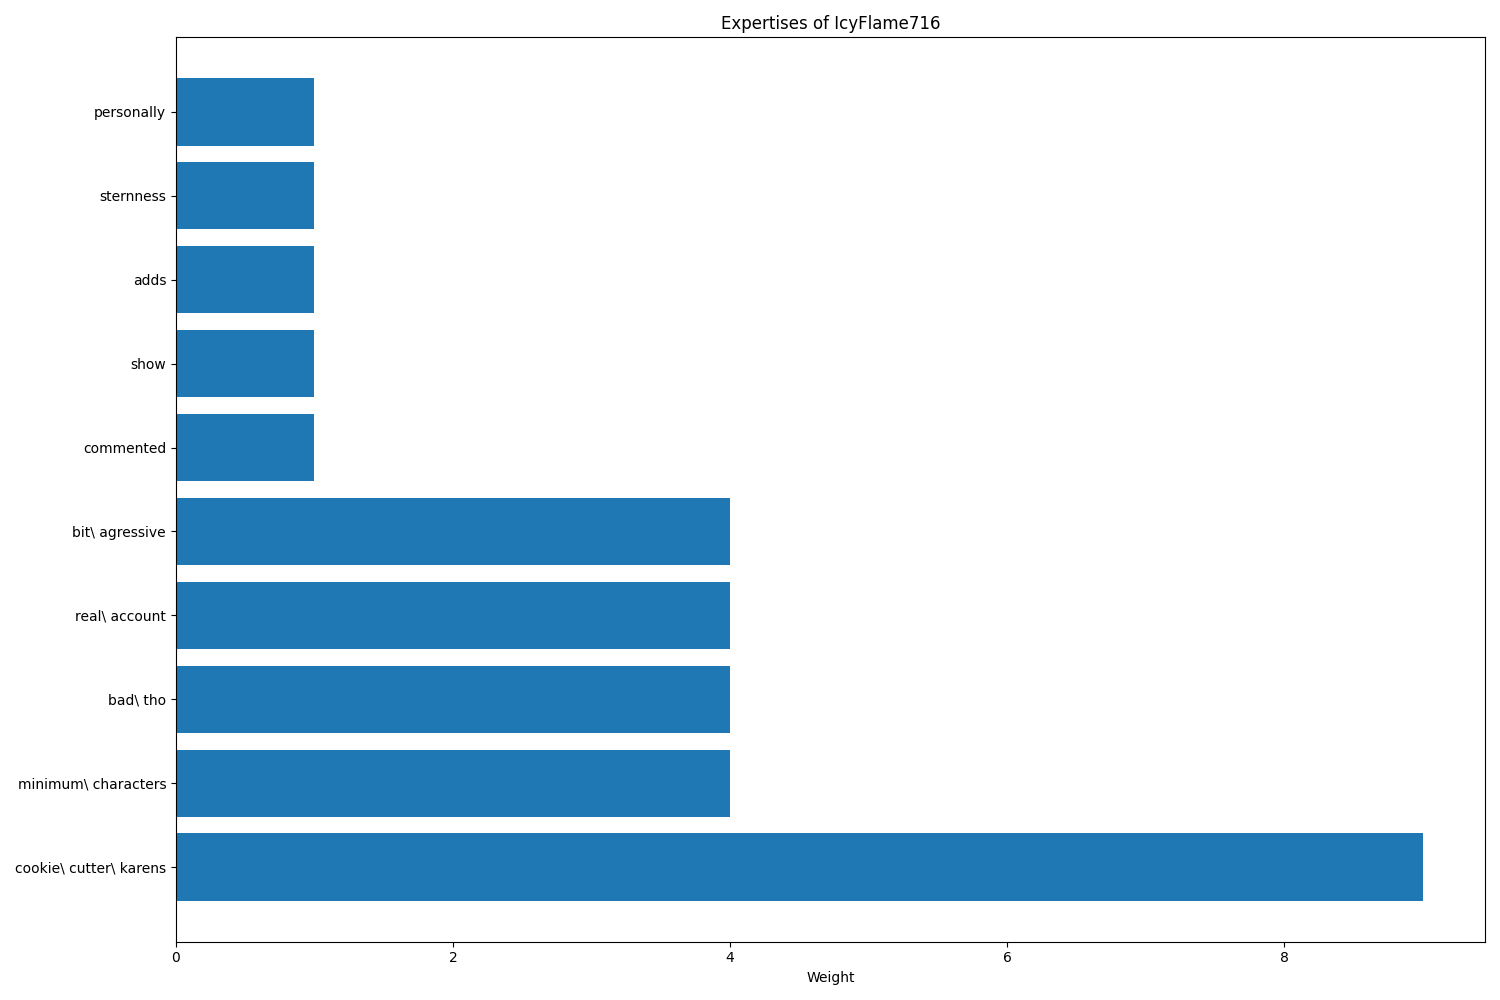 Expertises of IcyFlame716
personally
sternness
adds
show
commented
bit\ agressive
real\ account
bad\ tho
minimum\ characters
cookie\ cutter\ karens
0 2 4 6 8
Weight